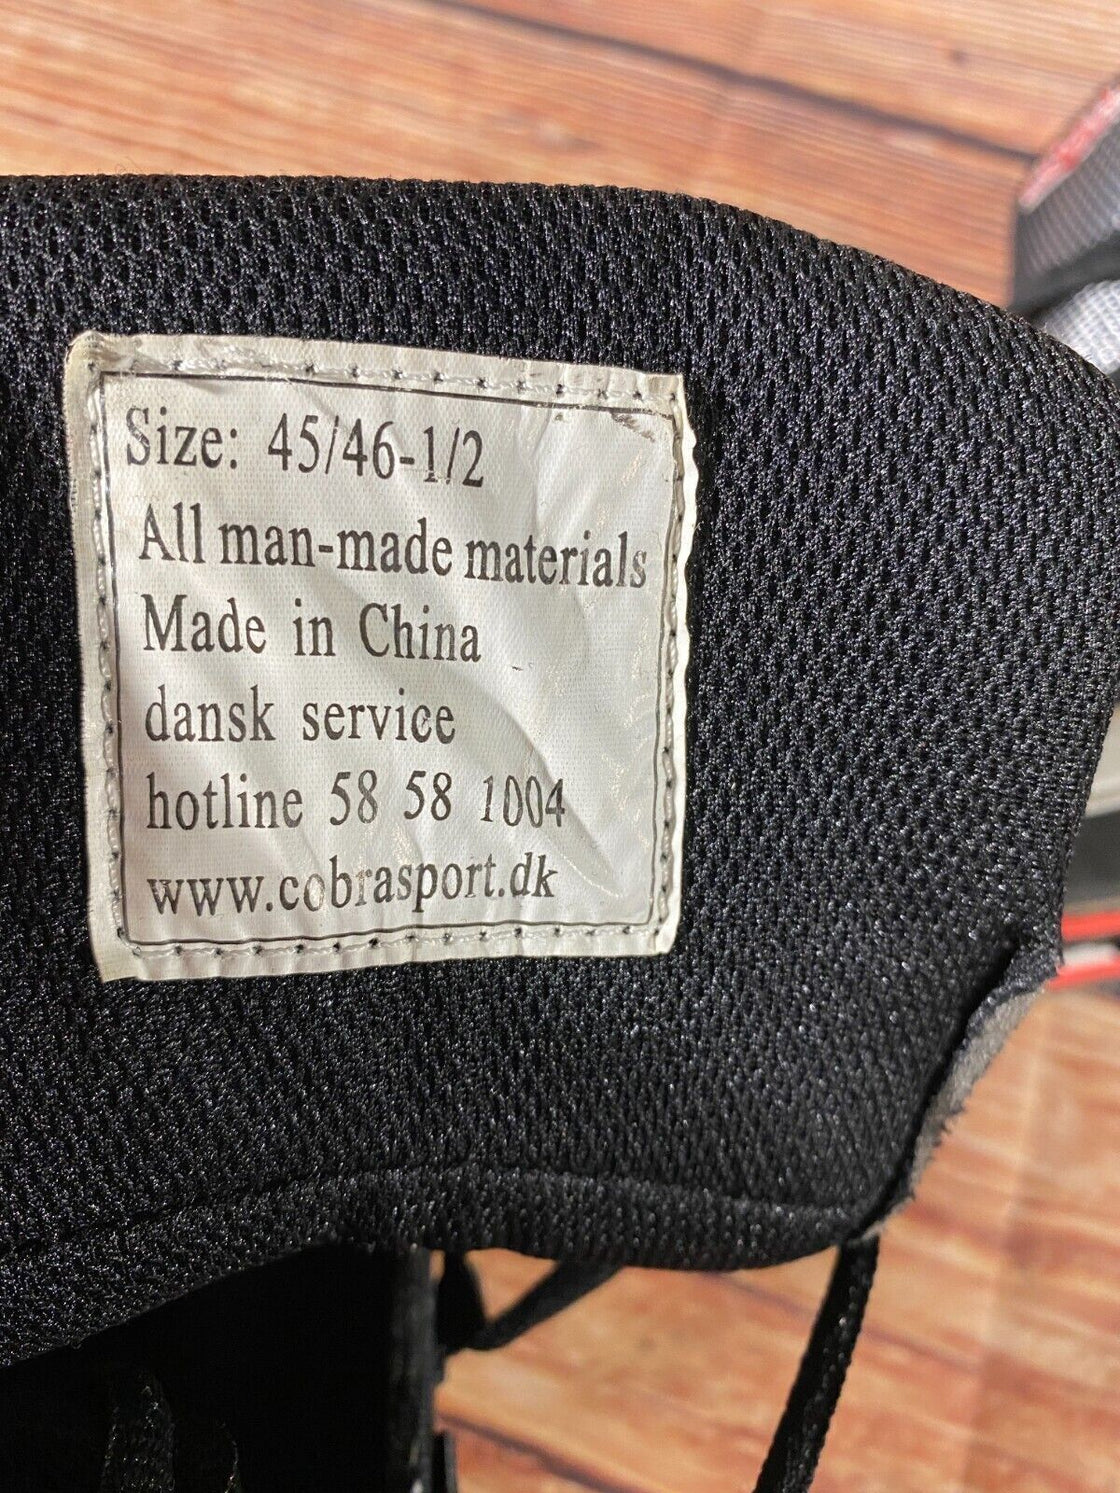 Size: 45/46-1/2
All man-made materials
Made in China
dansk service
hotline 58 58 1004
www.cobrasport.dk